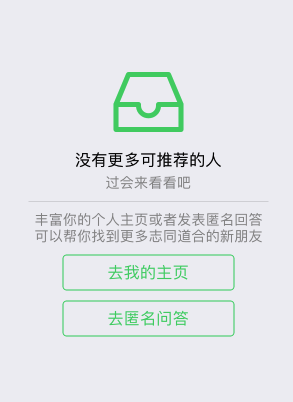 没有更多可推荐的人
过会来看看吧
丰富你的个人主页或者发表匿名回答
可以帮你找到更多志同道合的新朋友
去我的主页
去匿名问答